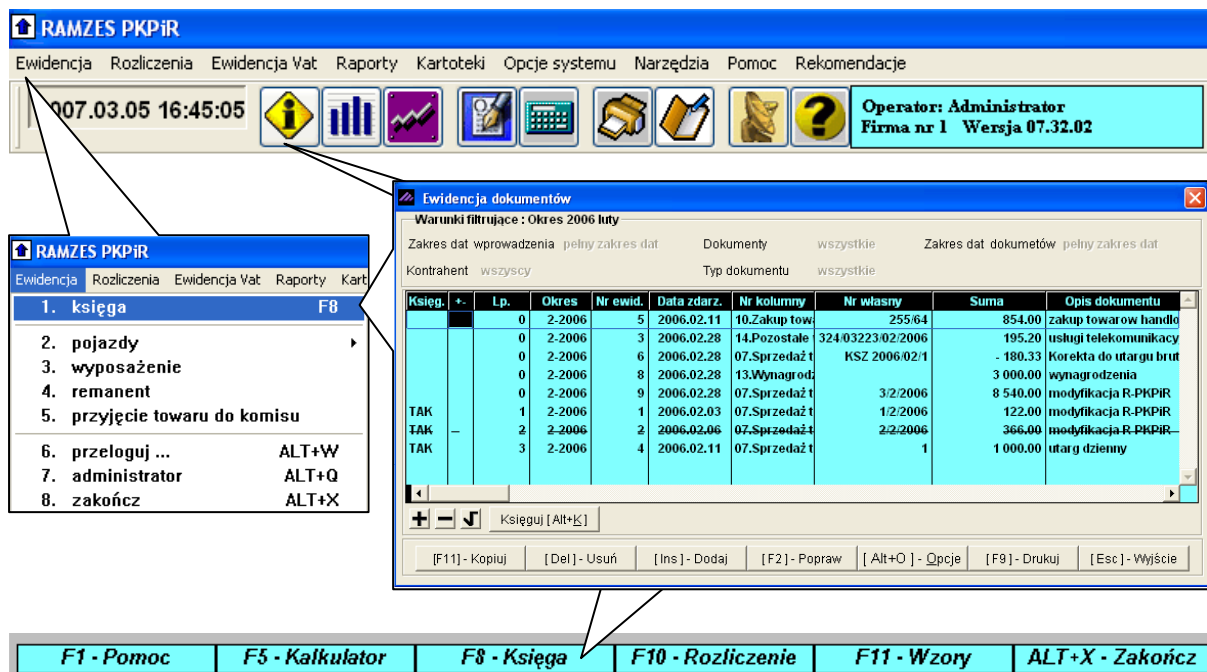 RAMZES PKPiR
Ewidencja Rozliczenia Ewidencja Vat Raporty Kartoteki Opcje systemu Narzędzia Pomoc Rekomendacje
007.03.05 16:45:05
Operator: Administrator
Firma nr 1 Wersja 07.32.02
RAMZES PKPiR
Ewidencja Rozliczenia Ewidencja Vat Raporty Kart
1. księga F8
2. pojazdy
3. wyposażenie
4. remanent
5. przyjęcie towaru do komisu
6. przeloguj ... ALT+W
7. administrator ALT+Q
8. zakończ ALT+X
Ewidencja dokumentów
Warunki filtrujące : Okres 2006 luty
Zakres dat wprowadzenia pełny zakres dat Dokumenty wszystkie Zakres dat dokumetów pełny zakres dat
Kontrahent wszyscy Typ dokumentu wszystkie
Księg. +- Lp. Okres Nr ewid. Data zdarz. Nr kolumny Nr własny Suma Opis dokumentu
0 2-2006 5 2006.02.11 10.Zakup tow 255/64 854.00 zakup towarow handlo
0 2-2006 3 2006.02.28 14.Pozostałe 324/03223/02/2006 195.20 usługi telekomunikacy
0 2-2006 6 2006.02.28 07.Sprzedaż t KSZ 2006/02/1 - 180.33 Korekta do utargu brut
0 2-2006 8 2006.02.28 13.Wynagrodz 3 000.00 wynagrodzenia
0 2-2006 9 2006.02.28 07.Sprzedaż t 3/2/2006 8 540.00 modyfikacja R-PKPiR
TAK 1 2-2006 1 2006.02.03 07.Sprzedaż t 1/2/2006 122.00 modyfikacja R-PKPiR
TAK - 2 2-2006 2 2006.02.06 07.Sprzedaż t 2/2/2006 366.00 modyfikacja R-PKPiR
TAK 3 2-2006 4 2006.02.11 07.Sprzedaż t 1 1 000.00 utarg dzienny
Księguj [Alt+K]
[F11] - Kopiuj [Del] - Usuń [Ins] - Dodaj [F2] - Popraw [Alt+O ] - Opcje [F9] - Drukuj [Esc] - Wyjście
F1 - Pomoc F5 - Kalkulator F8 - Księga F10 - Rozliczenie F11 - Wzory ALT+X - Zakończ